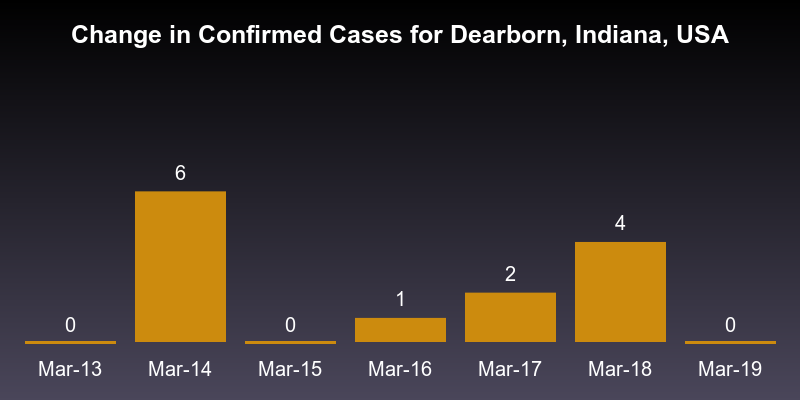 Change in Confirmed Cases for Dearborn, Indiana, USA
0 6 0 1 2 4 0
Mar-13 Mar-14 Mar-15 Mar-16 Mar-17 Mar-18 Mar-19